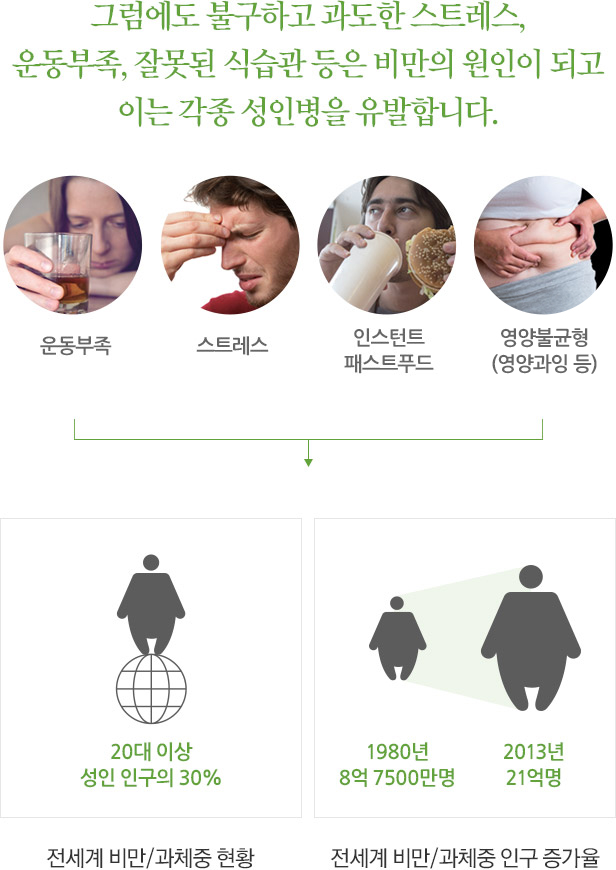 그럼에도 불구하고 과도한 스트레스,
운동부족, 잘못된 식습관 등은 비만의 원인이 되고
이는 각종 성인병을 유발합니다.
운동부족
스트레스
인스턴트
패스트푸드
영양불균형
(영양과잉 등)
20대 이상
성인 인구의 30%
1980년
8억 7500만명
2013년
21억명
전세계 비만/과체중 현황
전세계 비만/과체중 인구 증가율